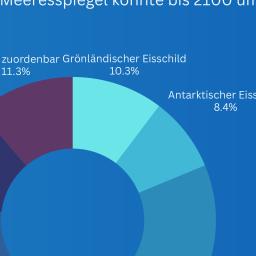 Meeresspiegel könnte bis 2100 um
zuordenbar
11.3%
Grönländischer Eisschild
10.3%
Antarktischer Eiss
8.4%